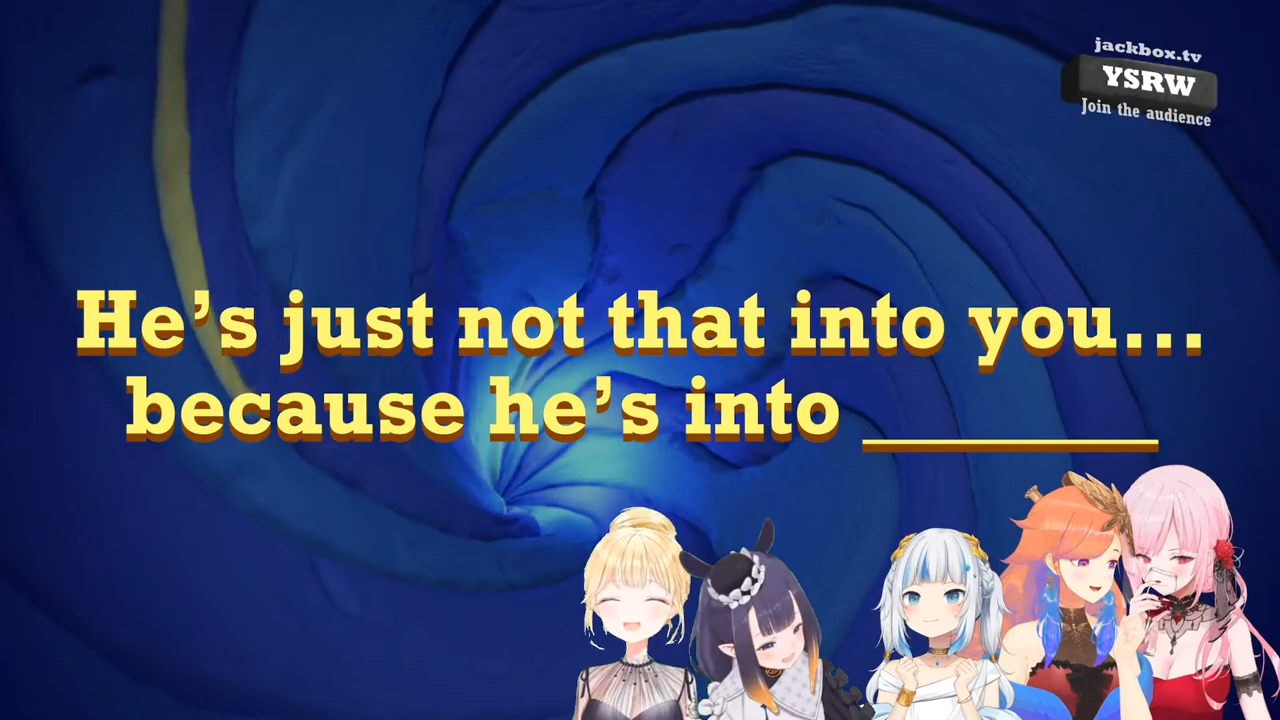 jackbox.tv
YSRW
Join the audience
He's just not that into you...
because he's into ________